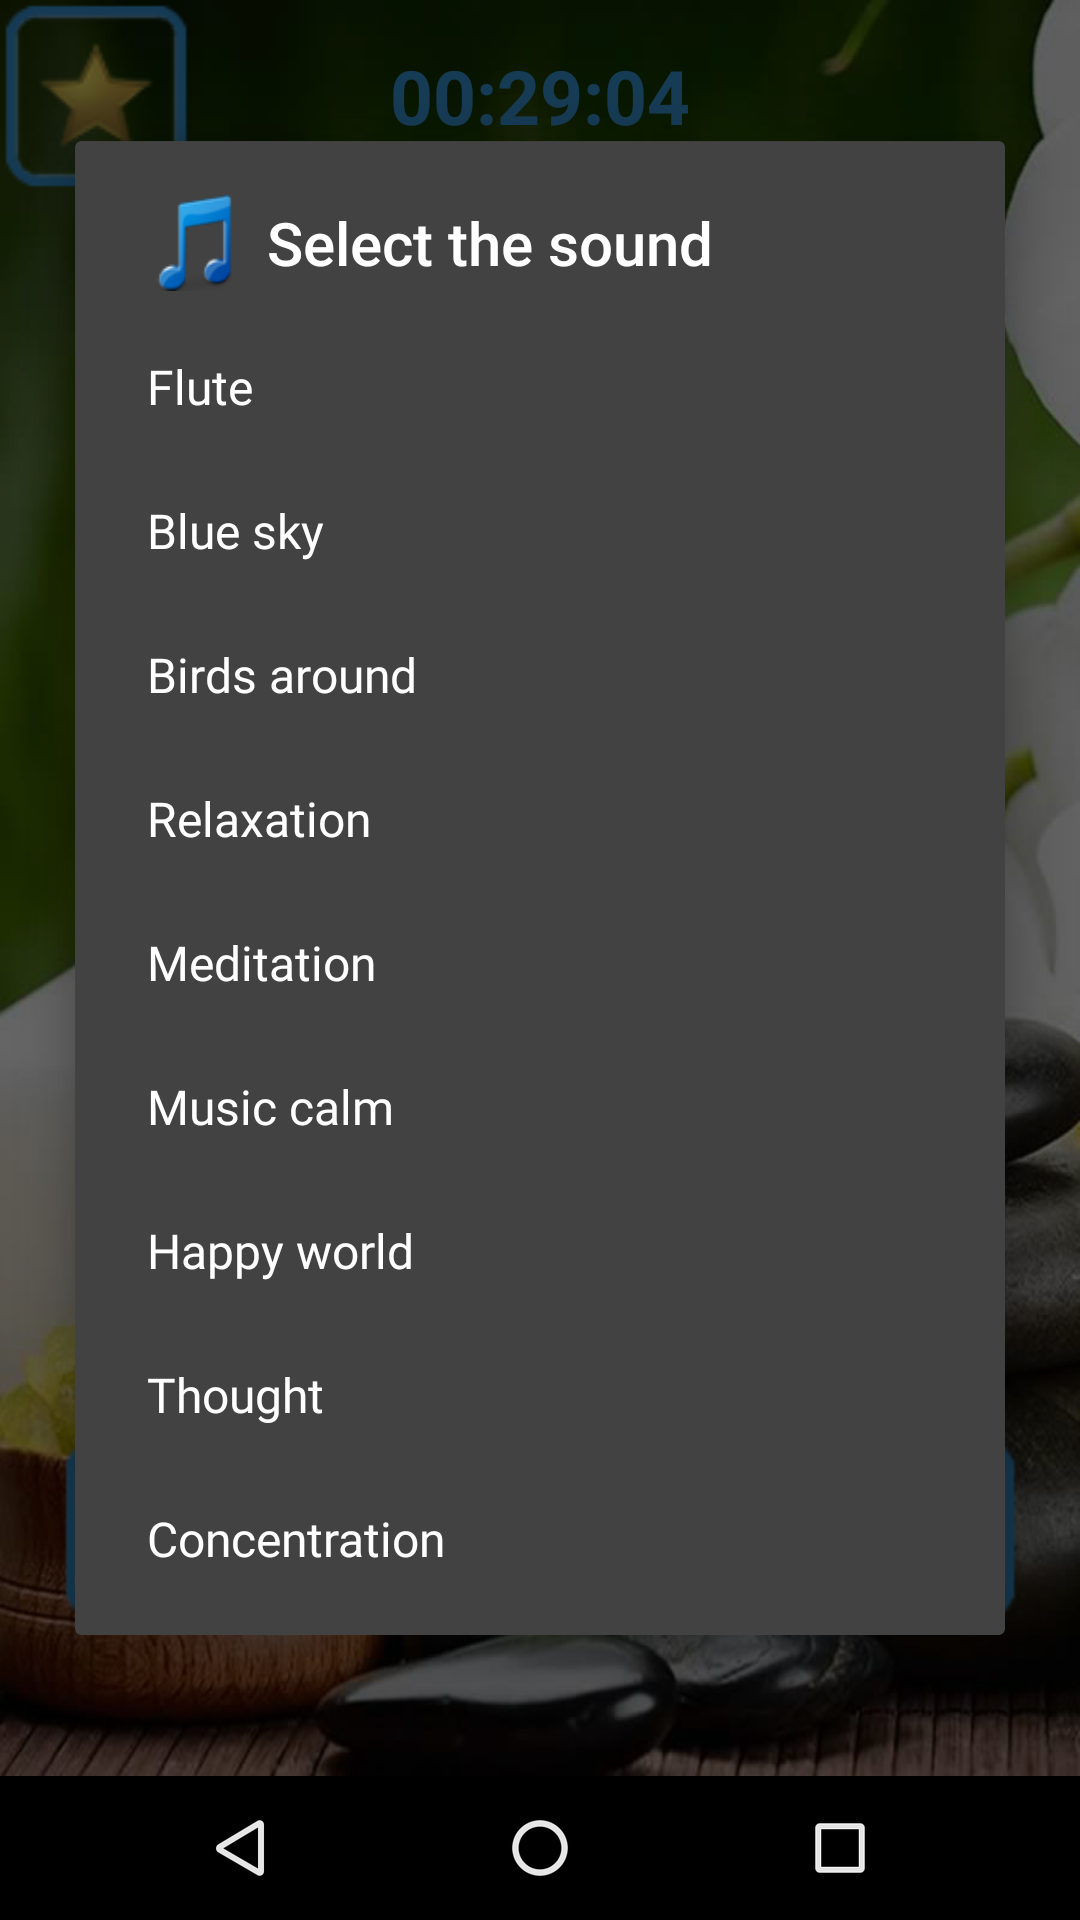 00:29:04
Select the sound
Flute
Blue sky
Birds around
Relaxation
Meditation
Music calm
Happy world
Thought
Concentration